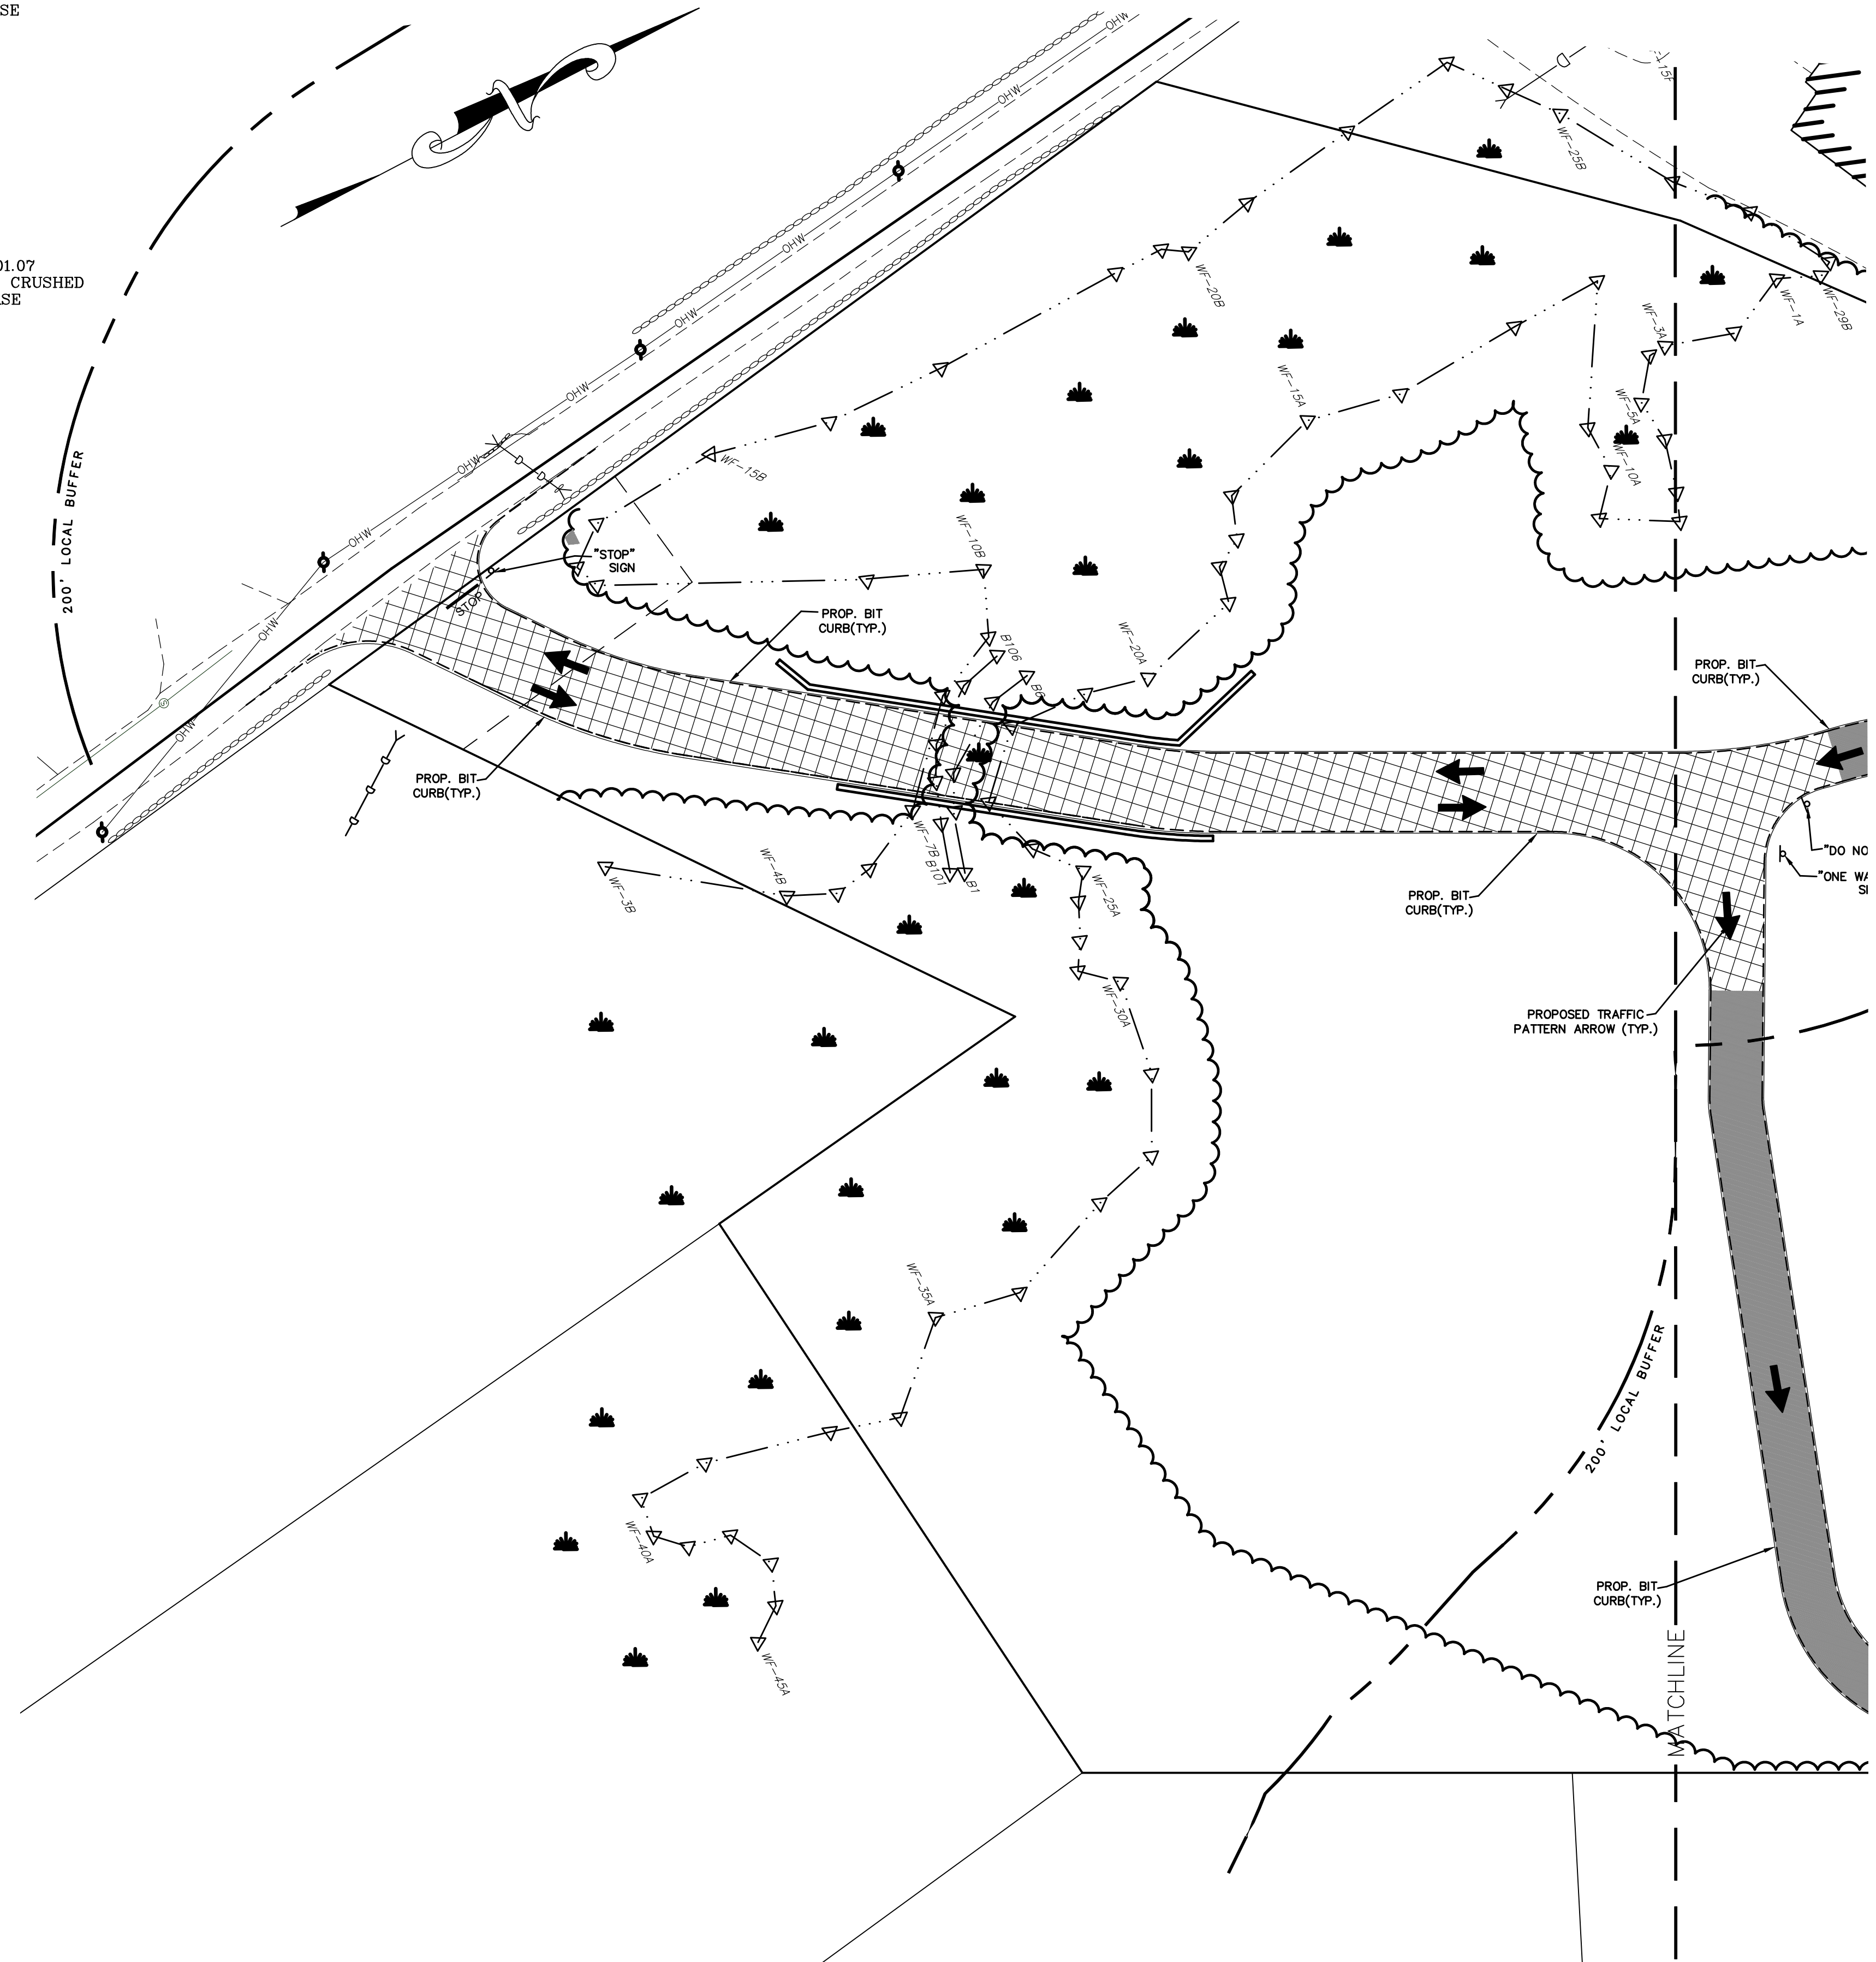 SE
01.07
CRUSHED
SE
N
OHW
OHW
OHW
OHW
OHW
OHW
OHW
OHW
OHW
OHW
200' LOCAL BUFFER
WF-25B
WF-20B
WF-3A
WF-1A
WF-29B
WF-15A
WF-5A
WF-10A
WF-15B
WF-10B
"STOP"
SIGN
STOP
PROP. BIT
CURB(TYP.)
B106
B6
WF-20A
PROP. BIT
CURB(TYP.)
S
PROP. BIT
CURB(TYP.)
WF-7B
B101
B1
WF-4B
WF-3B
WF-25A
PROP. BIT
CURB(TYP.)
"DO NO
"ONE WA
WF-30A
PROPOSED TRAFFIC
PATTERN ARROW (TYP.)
WF-35A
200' LOCAL BUFFER
WF-40A
PROP. BIT
CURB(TYP.)
WF-45A
MATCHLINE